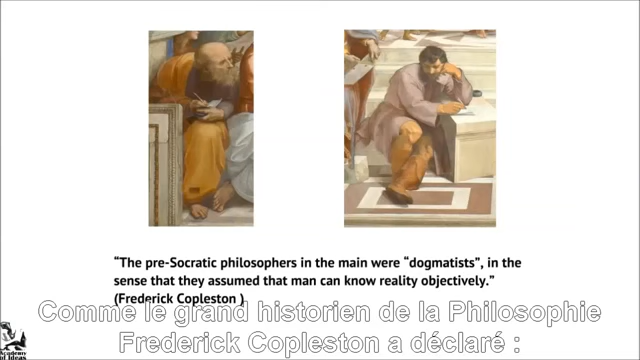 “The pre-Socratic philosophers in the main were “dogmatists”, in the
sense that they assumed that man can know reality objectively.”
(Frederick Copleston )
Comme le grand historien de la Philosophie
Frederick Copleston a déclaré :
Academy
of Ideas